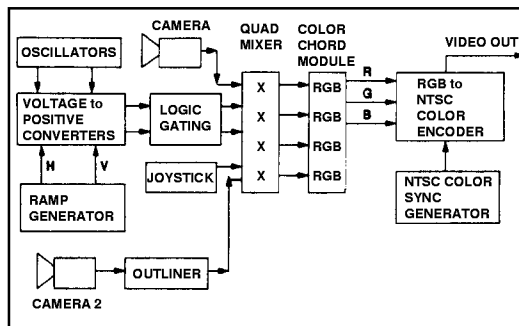 CAMERA
QUAD
MIXER
COLOR
CHORD
MODULE
VIDEO OUT
OSCILLATORS
VOLTAGE to
POSITIVE
CONVERTERS
LOGIC
GATING
X
X
X
X
RGB
RGB
RGB
RGB
R
G
B
RGB to
NTSC
COLOR
ENCODER
H
V
JOYSTICK
RAMP
GENERATOR
NTSC COLOR
SYNC
GENERATOR
OUTLINER
CAMERA 2